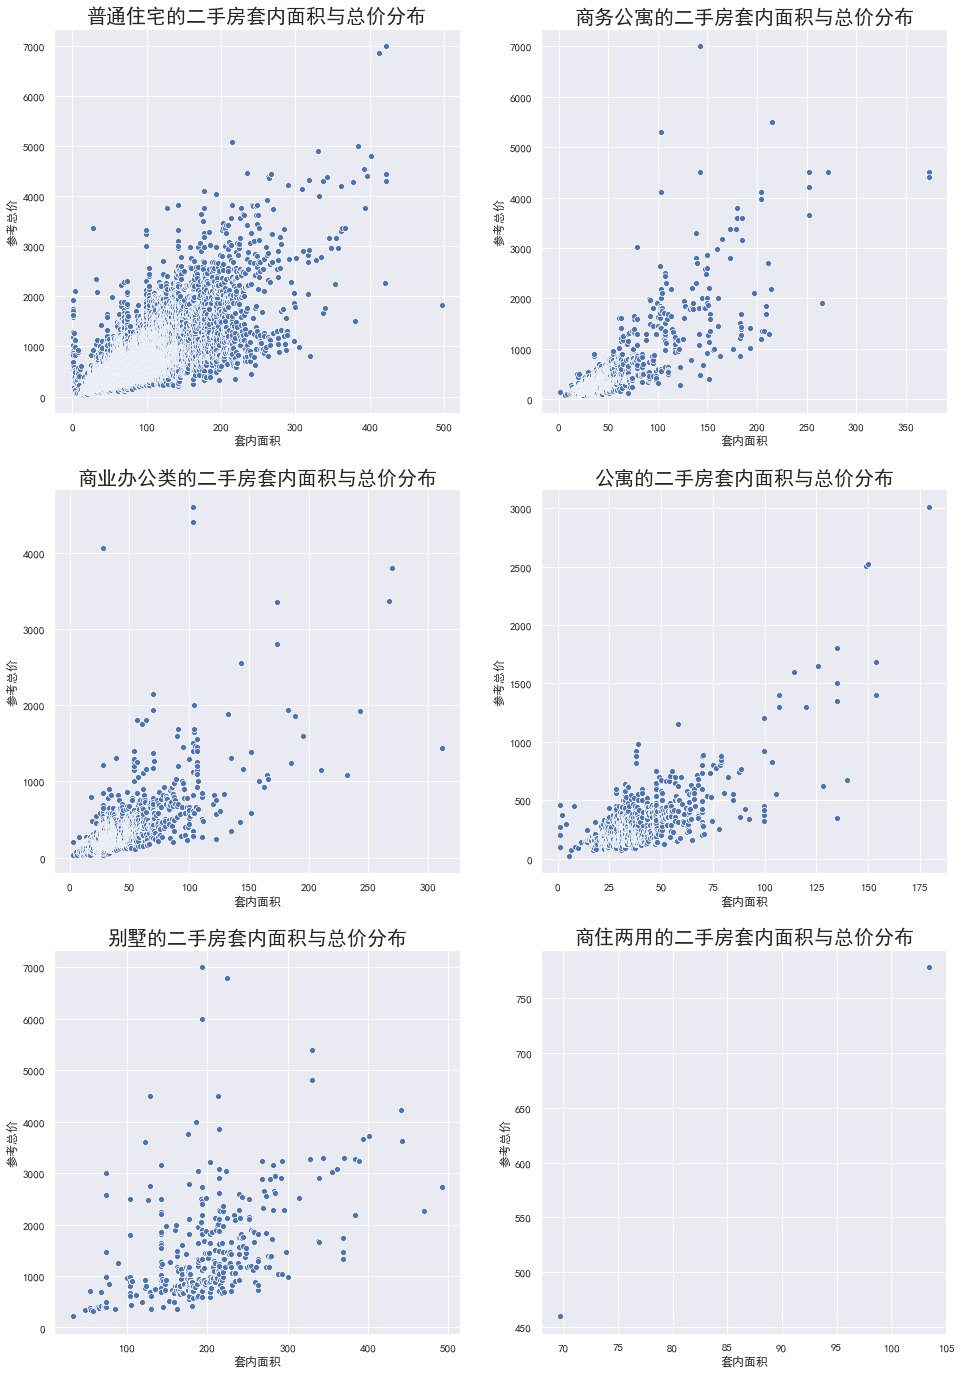 普通住宅的二手房套内面积与总价分布
7000
6000
5000
4000
3000
2000
1000
0
参考总价
0 100 200 300 400 500
套内面积
商务公寓的二手房套内面积与总价分布
7000
6000
5000
4000
3000
2000
1000
0
参考总价
0 50 100 150 200 250 300 350
套内面积
商业办公类的二手房套内面积与总价分布
4000
3000
2000
1000
0
参考总价
0 50 100 150 200 250 300
套内面积
公寓的二手房套内面积与总价分布
3000
2500
2000
1500
1000
500
0
参考总价
0 25 50 75 100 125 150 175
套内面积
别墅的二手房套内面积与总价分布
7000
6000
5000
4000
3000
2000
1000
0
参考总价
100 200 300 400 500
套内面积
商住两用的二手房套内面积与总价分布
750
700
650
600
550
500
450
参考总价
70 75 80 85 90 95 100 105
套内面积